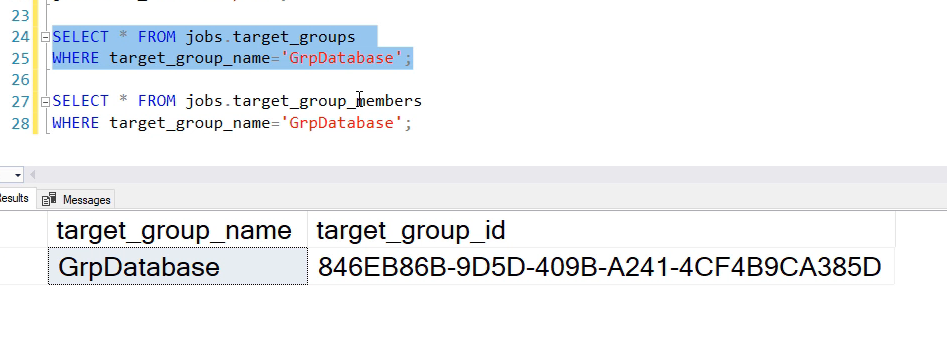 23
24 SELECT * FROM jobs.target_groups
25 WHERE target_group_name='GrpDatabase';
26
27 SELECT * FROM jobs.target_group_members
28 WHERE target_group_name='GrpDatabase';
esults Messages
target_group_name target_group_id
GrpDatabase 846EB86B-9D5D-409B-A241-4CF4B9CA385D